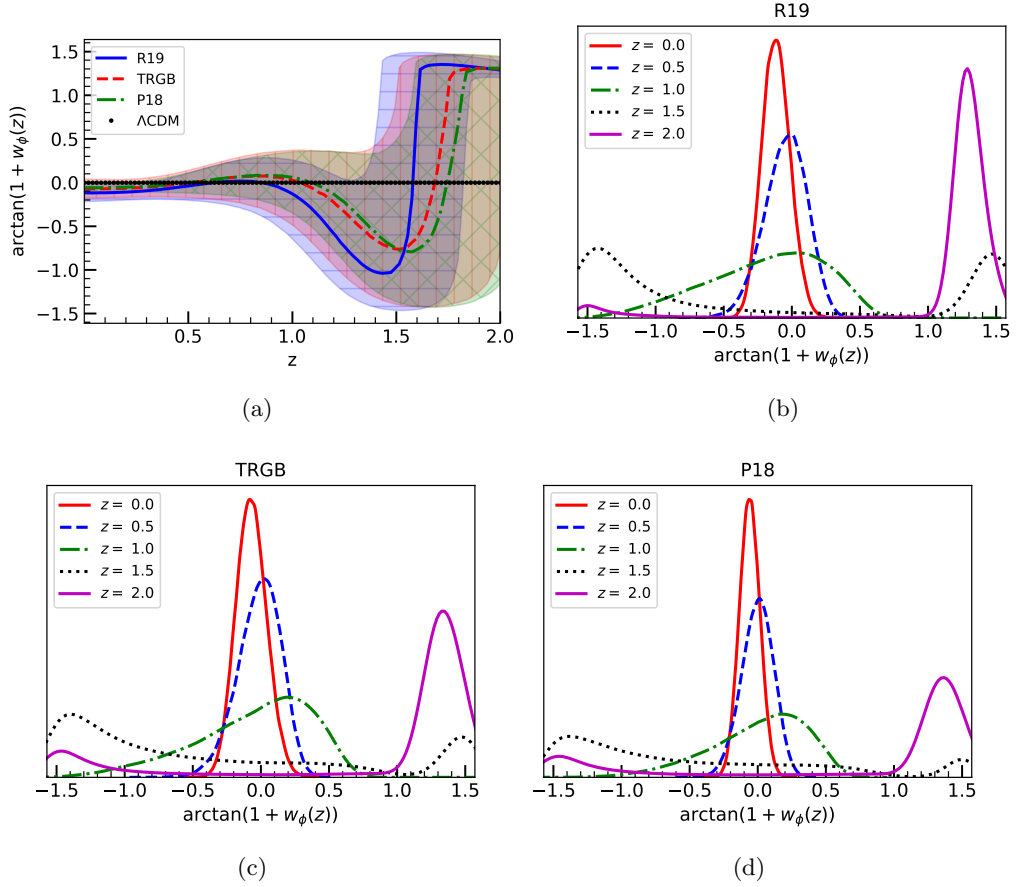 R19
1.5
1.0
0.5
0.0
−0.5
−1.0
−1.5
arctan(1 + wϕ(z))
R19
TRGB
P18
ΛCDM
0.5
1.0
1.5
2.0
z
(a)
z = 0.0
z = 0.5
z = 1.0
z = 1.5
z = 2.0
−1.5
−1.0
−0.5
0.0
0.5
1.0
1.5
arctan(1 + wϕ(z))
(b)
TRGB
z = 0.0
z = 0.5
z = 1.0
z = 1.5
z = 2.0
−1.5
−1.0
−0.5
0.0
0.5
1.0
1.5
arctan(1 + wϕ(z))
(c)
P18
z = 0.0
z = 0.5
z = 1.0
z = 1.5
z = 2.0
−1.5
−1.0
−0.5
0.0
0.5
1.0
1.5
arctan(1 + wϕ(z))
(d)